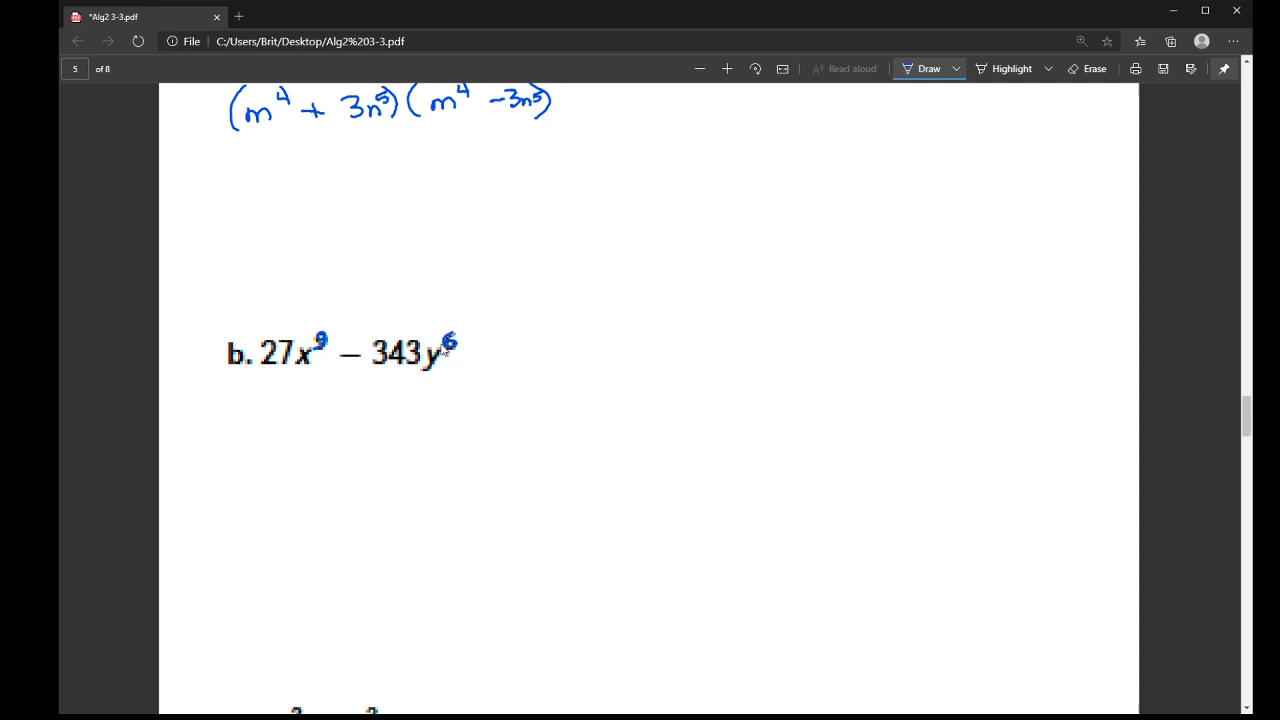 *Alg2 3-3.pdf
File | C:/Users/Brit/Desktop/Alg2%203-3.pdf
5 of 8 Read aloud Draw Highlight Erase
(m⁴ + 3n⁵)(m⁴ - 3n⁵)
b. 27x⁹ – 343y⁶